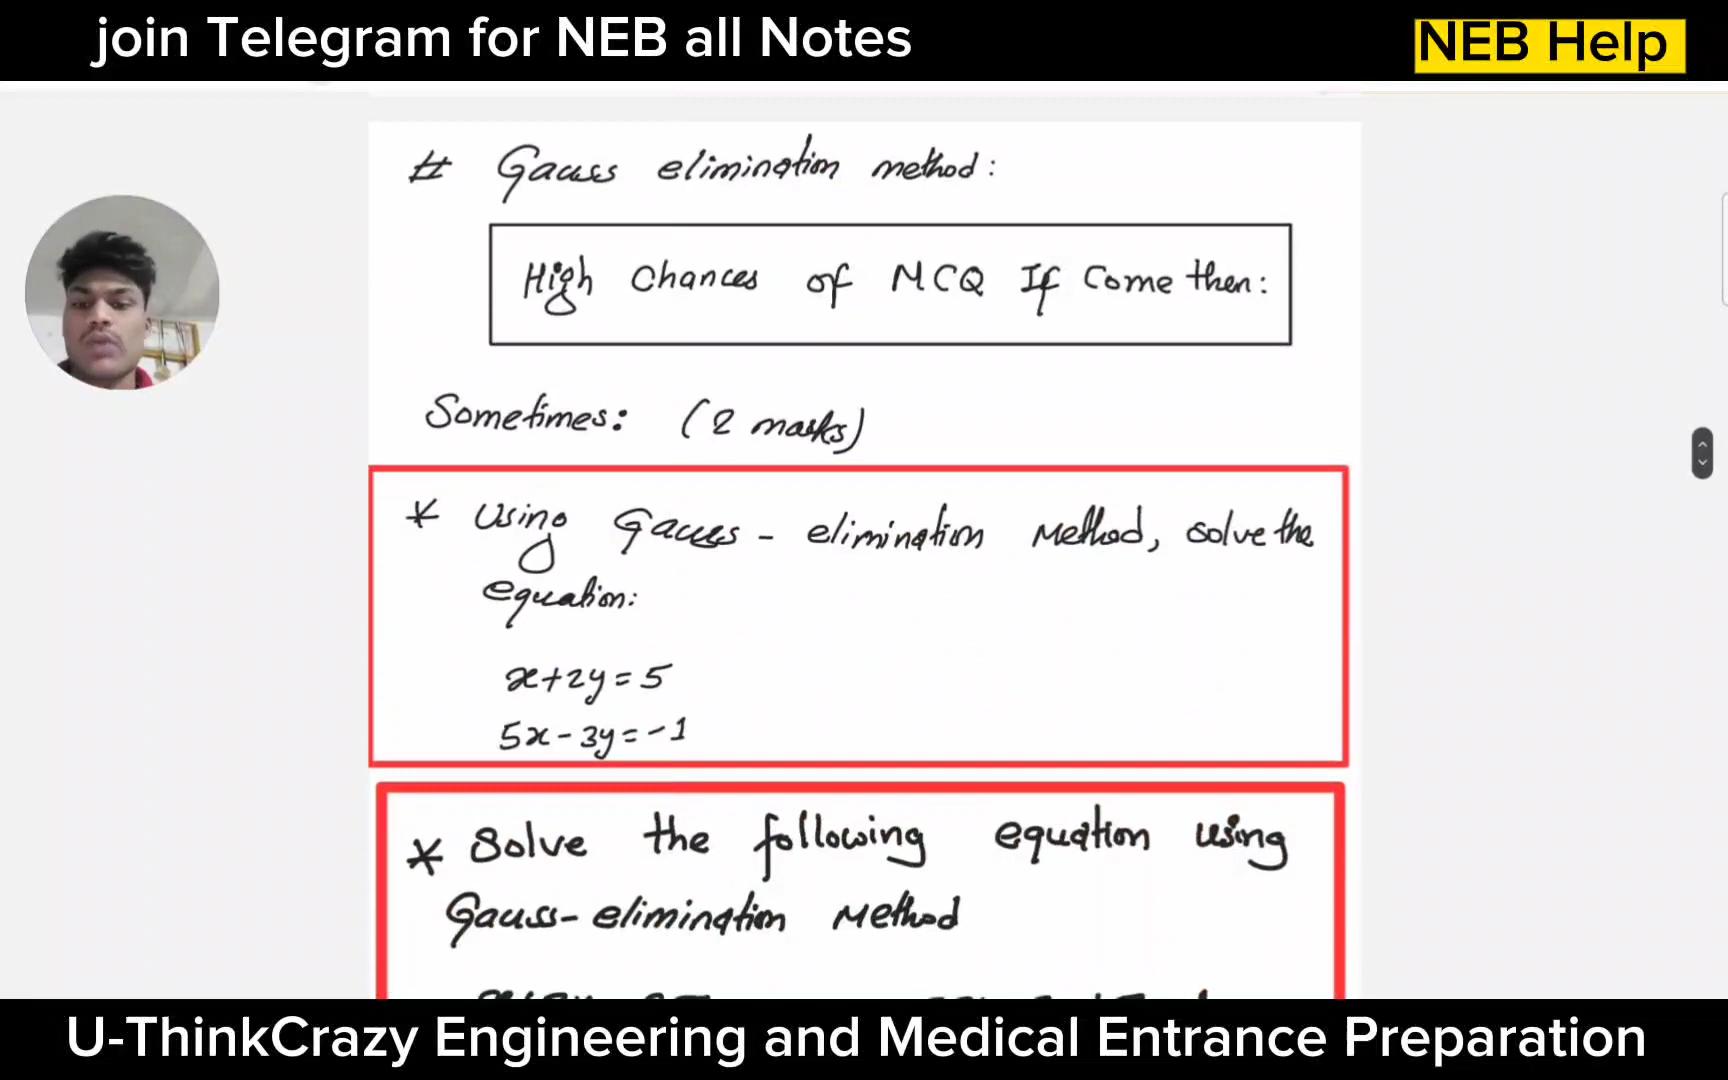 join Telegram for NEB all Notes
NEB Help
# Gauss elimination method:
High Chances of MCQ If Come then:
Sometimes: (2 marks)
* Using Gauss - elimination Method, solve the
equation:
x+2y=5
5x-3y=-1
* Solve the following equation using
Gauss-elimination Method
U-ThinkCrazy Engineering and Medical Entrance Preparation